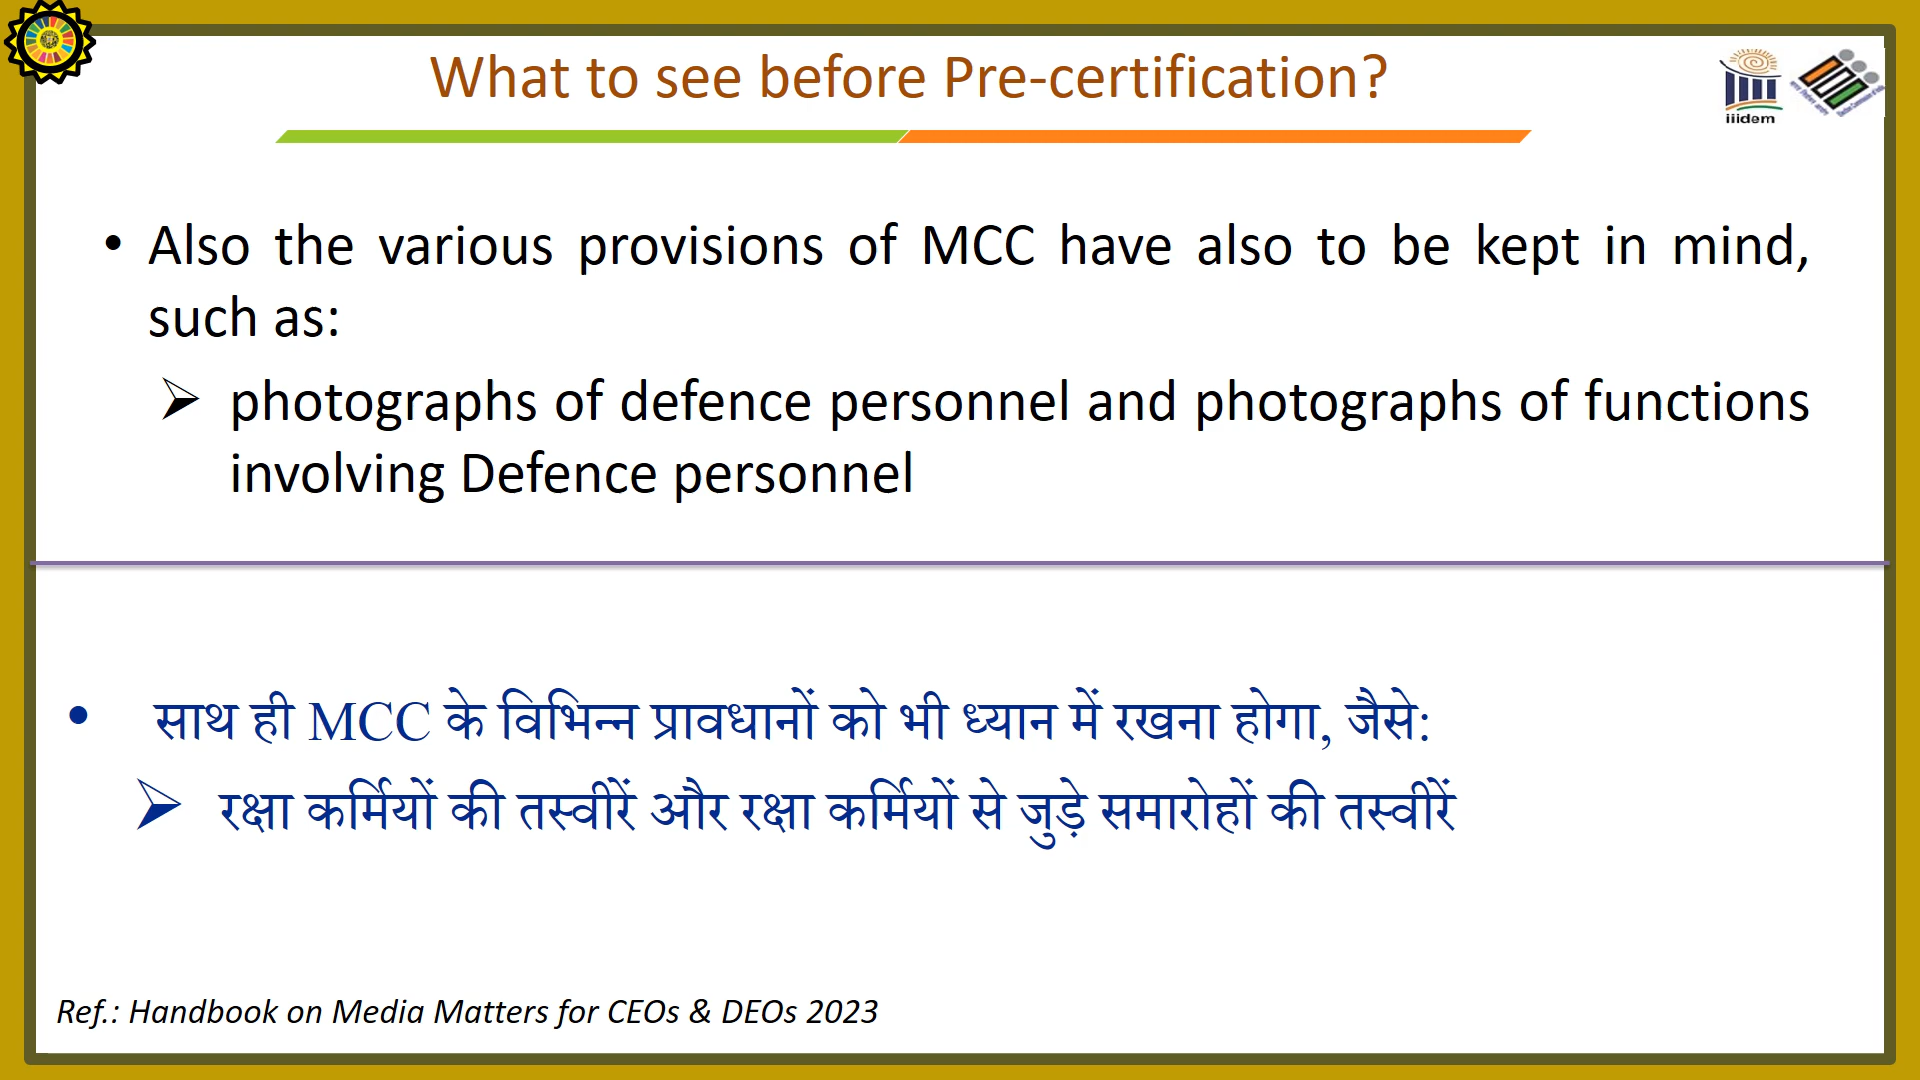 What to see before Pre-certification?
iiidem
• Also the various provisions of MCC have also to be kept in mind,
such as:
➢ photographs of defence personnel and photographs of functions
involving Defence personnel
• साथ ही MCC के विभिन्न प्रावधानों को भी ध्यान में रखना होगा, जैसे:
➢ रक्षा कर्मियों की तस्वीरें और रक्षा कर्मियों से जुड़े समारोहों की तस्वीरें
Ref.: Handbook on Media Matters for CEOs & DEOs 2023